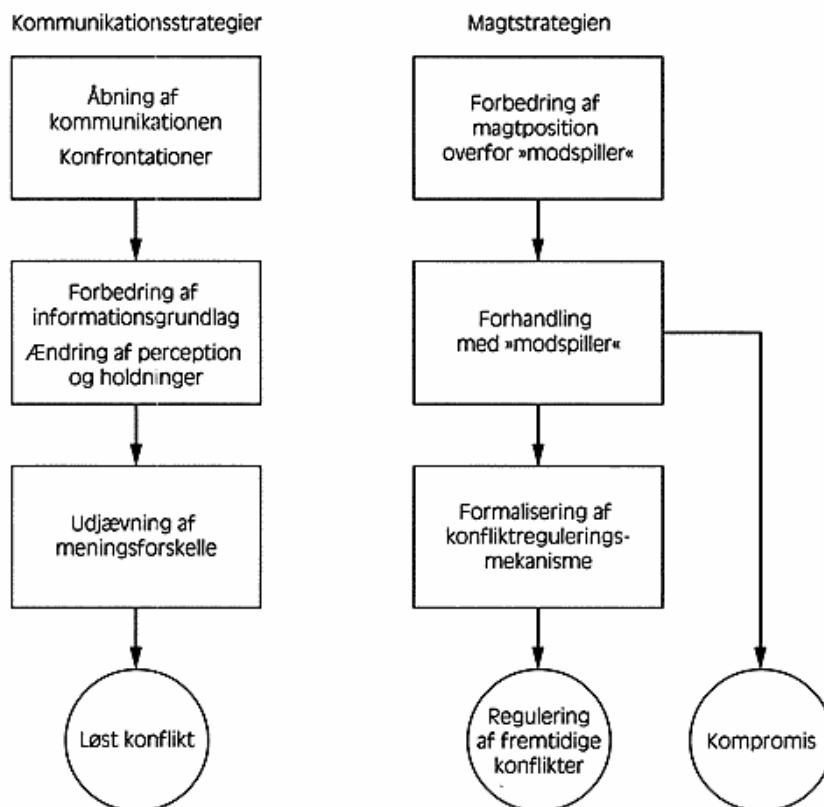 Kommunikationsstrategier
Åbning af
kommunikationen
Konfrontationer
Forbedring af
informationsgrundlag
Ændring af perception
og holdninger
Udjævning af
meningsforskelle
Løst konflikt
Magtstrategien
Forbedring af
magtposition
overfor »modspiller«
Forhandling
med »modspiller«
Formalisering af
konfliktregulerings-
mekanisme
Regulering
af fremtidige
konflikter
Kompromis